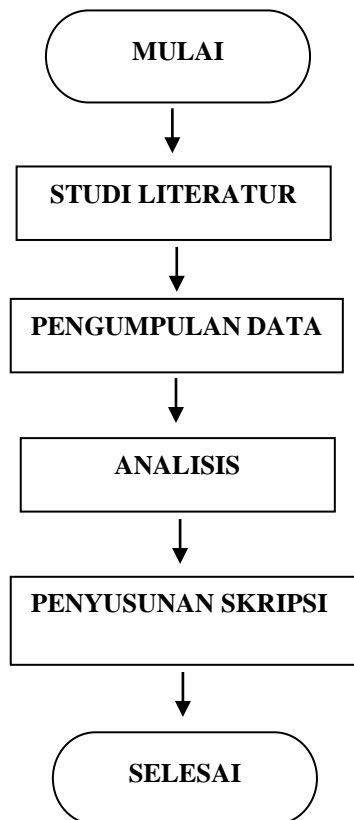 MULAI
STUDI LITERATUR
PENGUMPULAN DATA
ANALISIS
PENYUSUNAN SKRIPSI
SELESAI